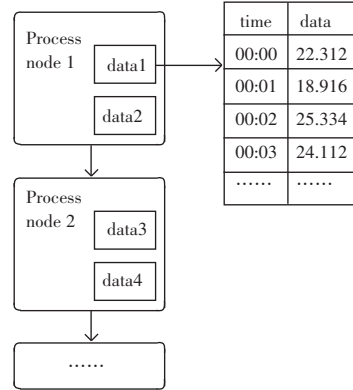 Process
node 1
data1
data2
time data
00:00 22.312
00:01 18.916
00:02 25.334
00:03 24.112
…… ……
Process
node 2
data3
data4
……